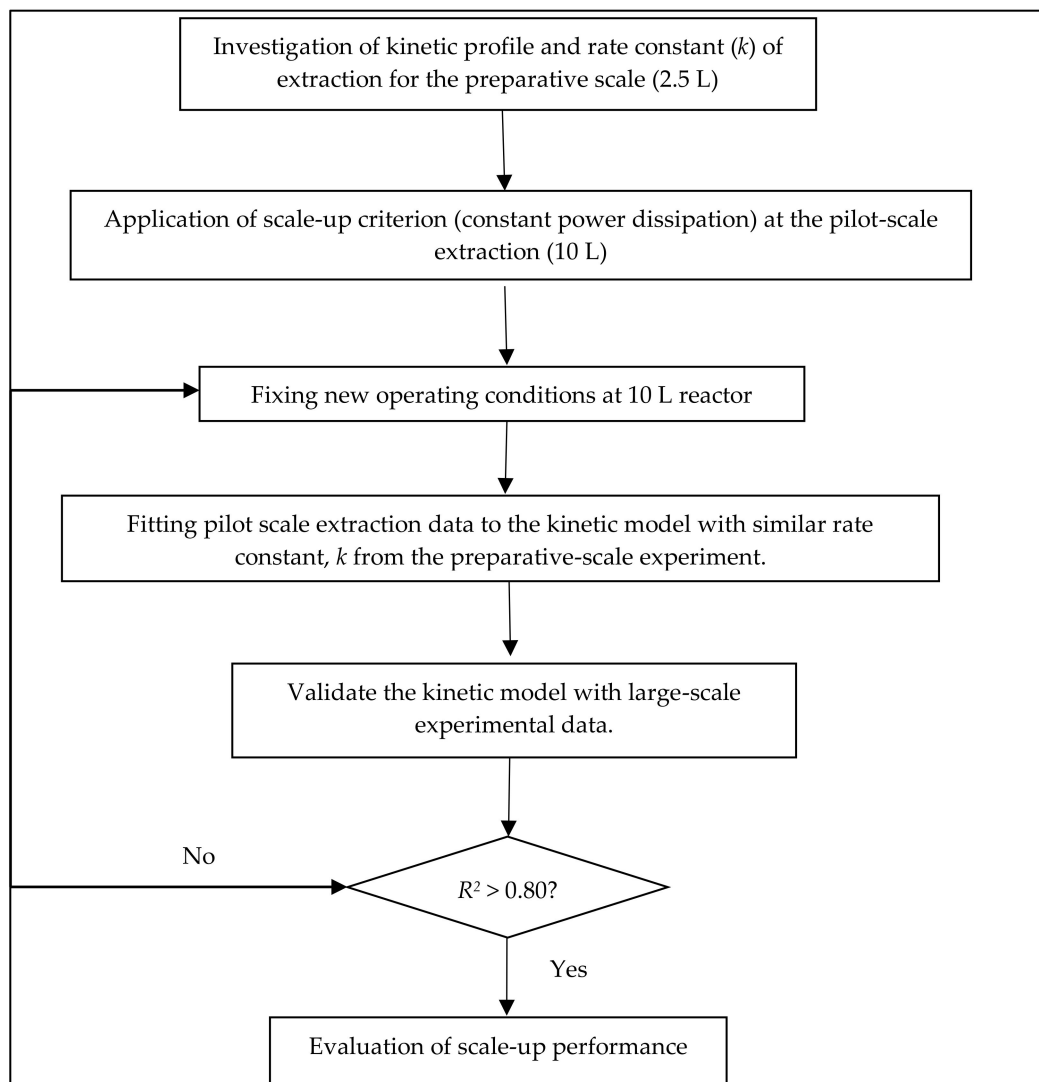 Investigation of kinetic profile and rate constant (k) of
extraction for the preparative scale (2.5 L)
Application of scale-up criterion (constant power dissipation) at the pilot-scale
extraction (10 L)
Fixing new operating conditions at 10 L reactor
Fitting pilot scale extraction data to the kinetic model with similar rate
constant, k from the preparative-scale experiment.
Validate the kinetic model with large-scale
experimental data.
No
R² > 0.80?
Yes
Evaluation of scale-up performance